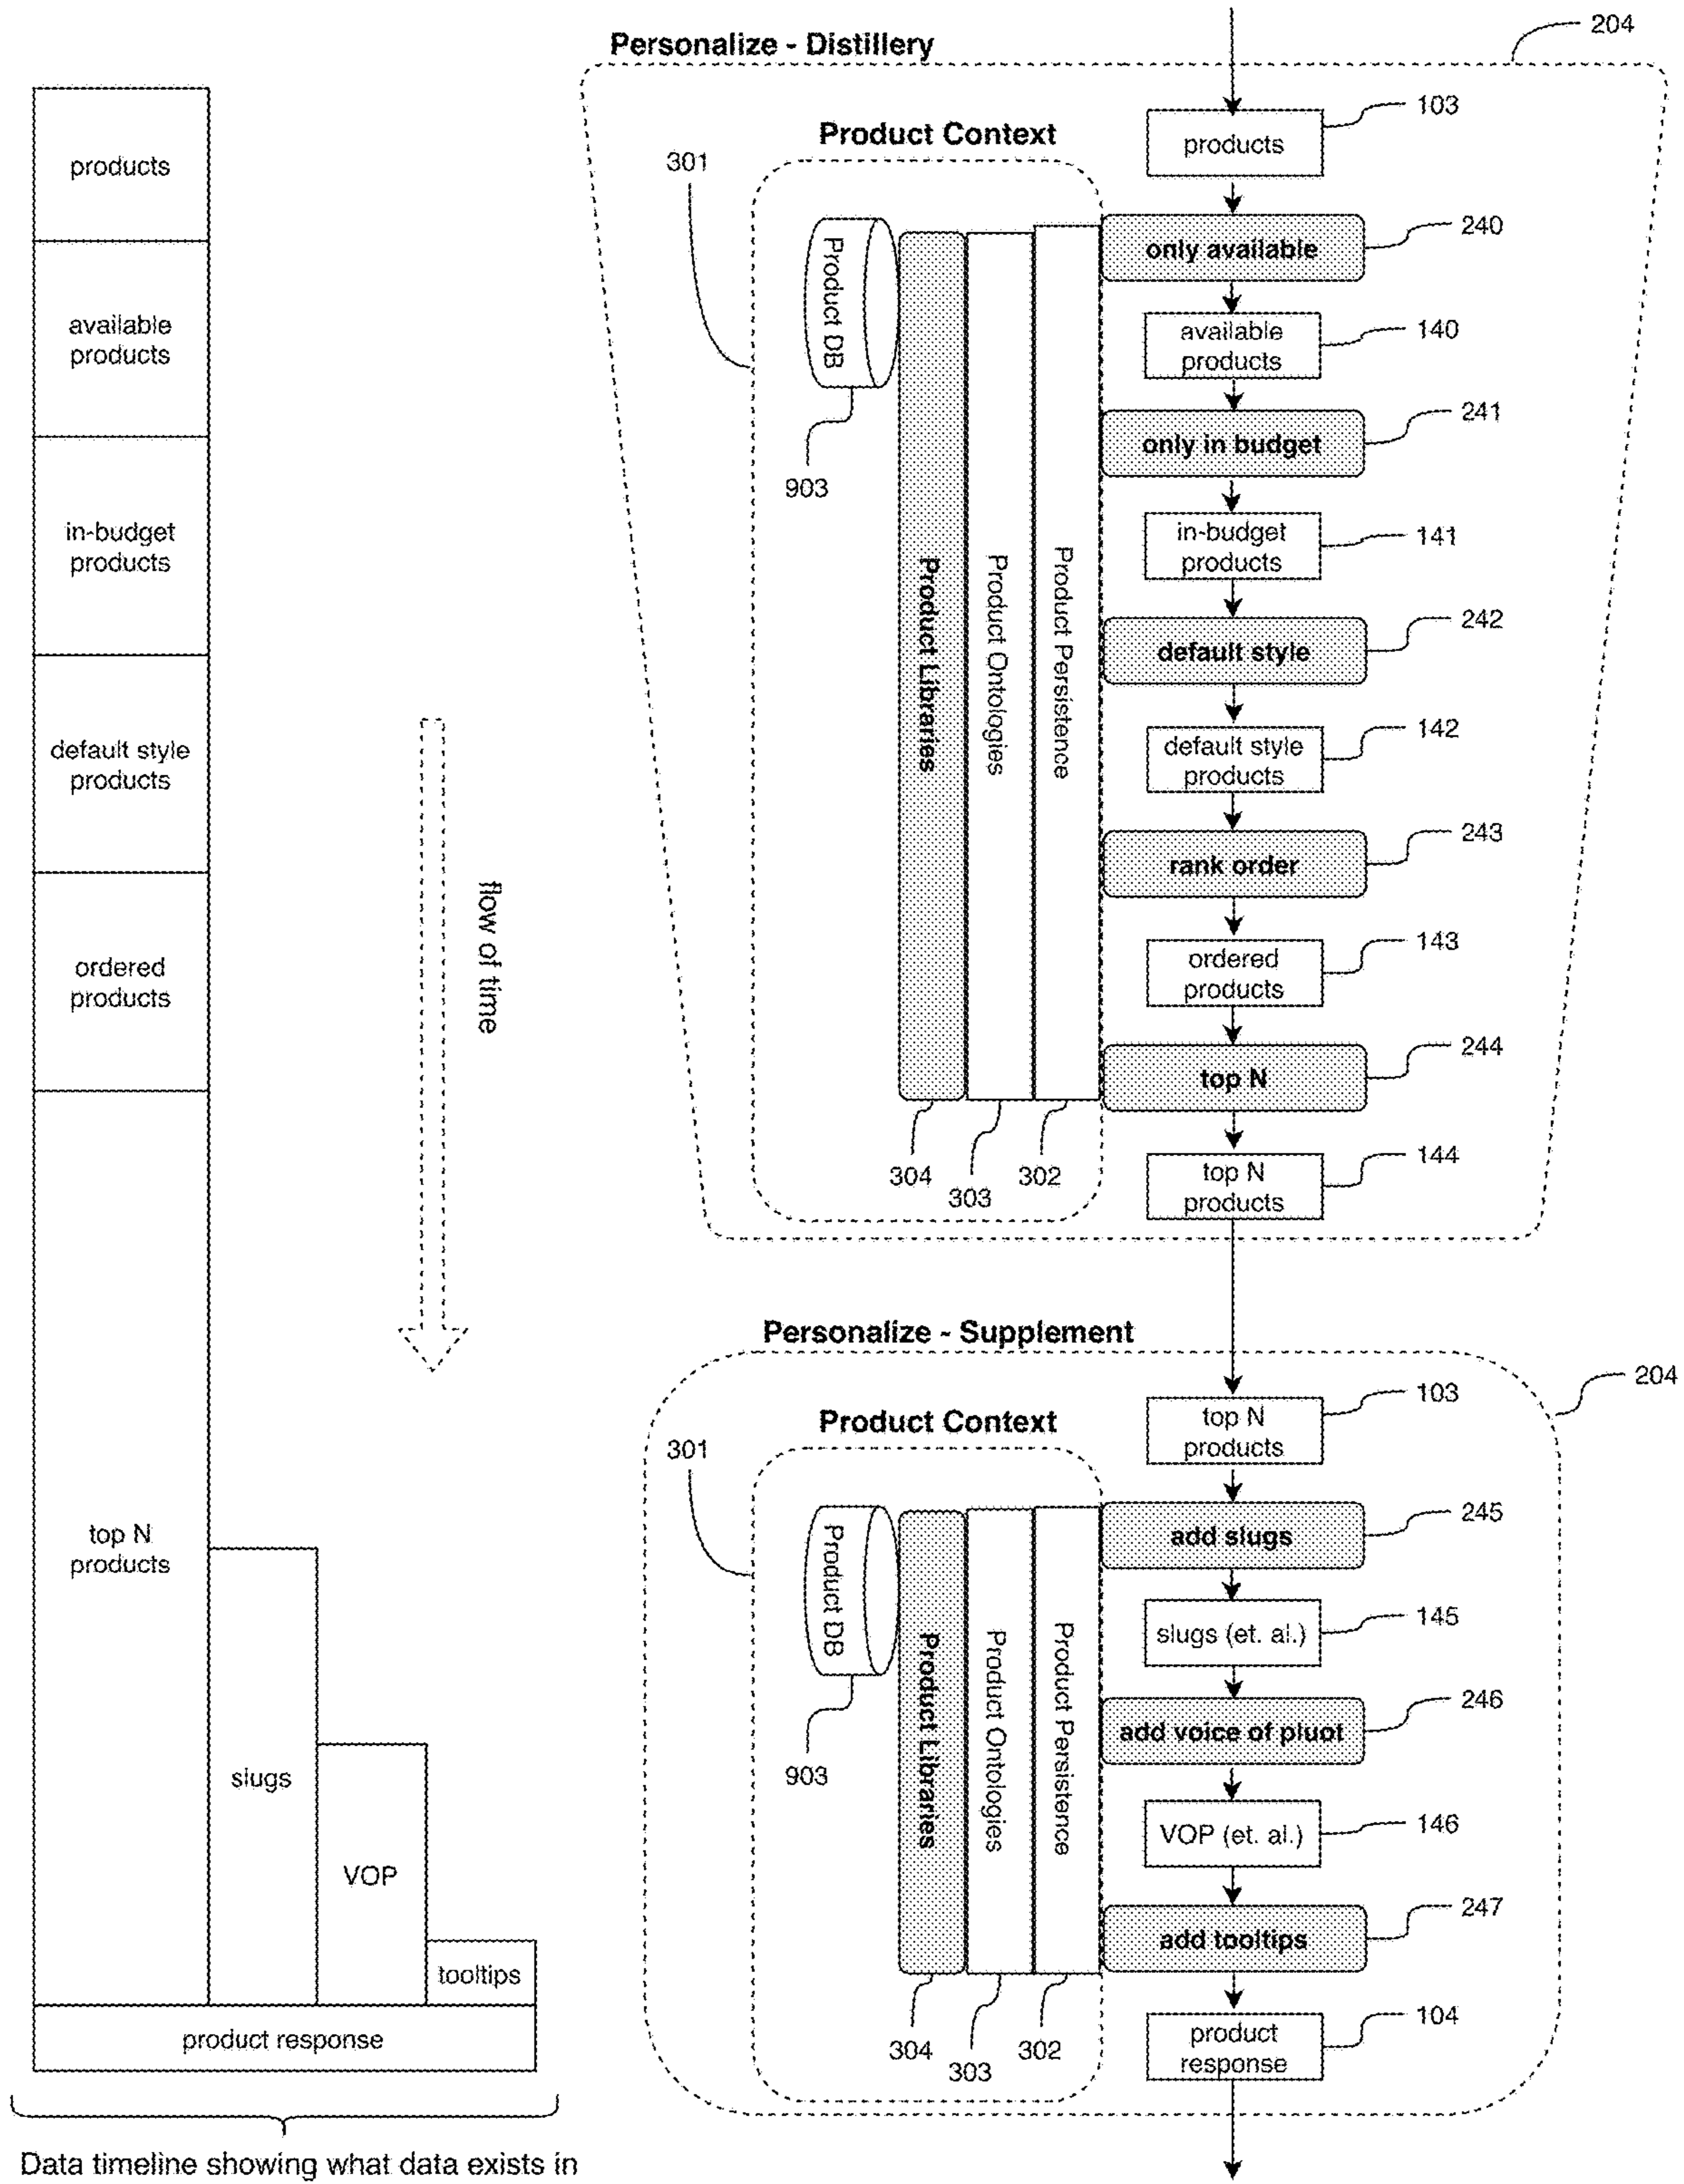 products
available
products
in-budget
products
default style
products
ordered
products
top N
products
slugs
VOP
tooltips
product response
Data timeline showing what data exists in
flow of time
Personalize - Distillery
204
Product Context
301
Product DB
903
Product Libraries
Product Ontologies
Product Persistence
304
303
302
products
103
only available
240
available
products
140
only in budget
241
in-budget
products
141
default style
242
default style
products
142
rank order
243
ordered
products
143
top N
244
top N
products
144
Personalize - Supplement
204
Product Context
301
Product DB
903
Product Libraries
Product Ontologies
Product Persistence
304
303
302
top N
products
103
add slugs
245
slugs (et. al.)
145
add voice of pluot
246
VOP (et. al.)
146
add tooltips
247
product
response
104